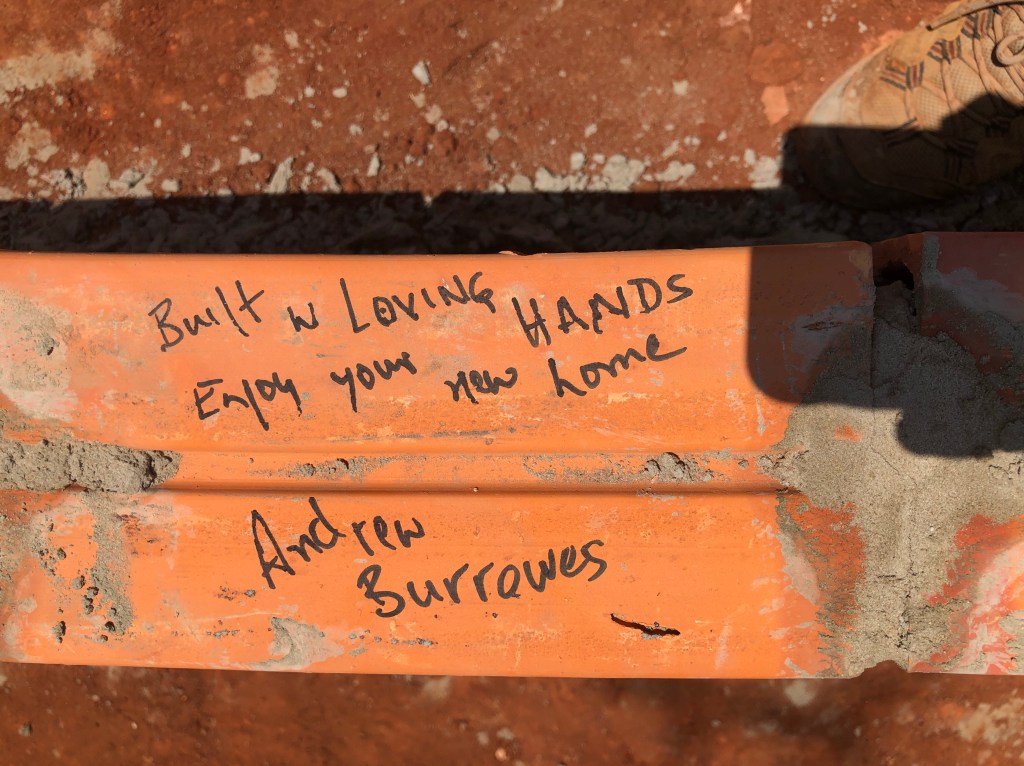 Built w LOVING HANDS
Enjoy your new home
Andrew
Burrowes